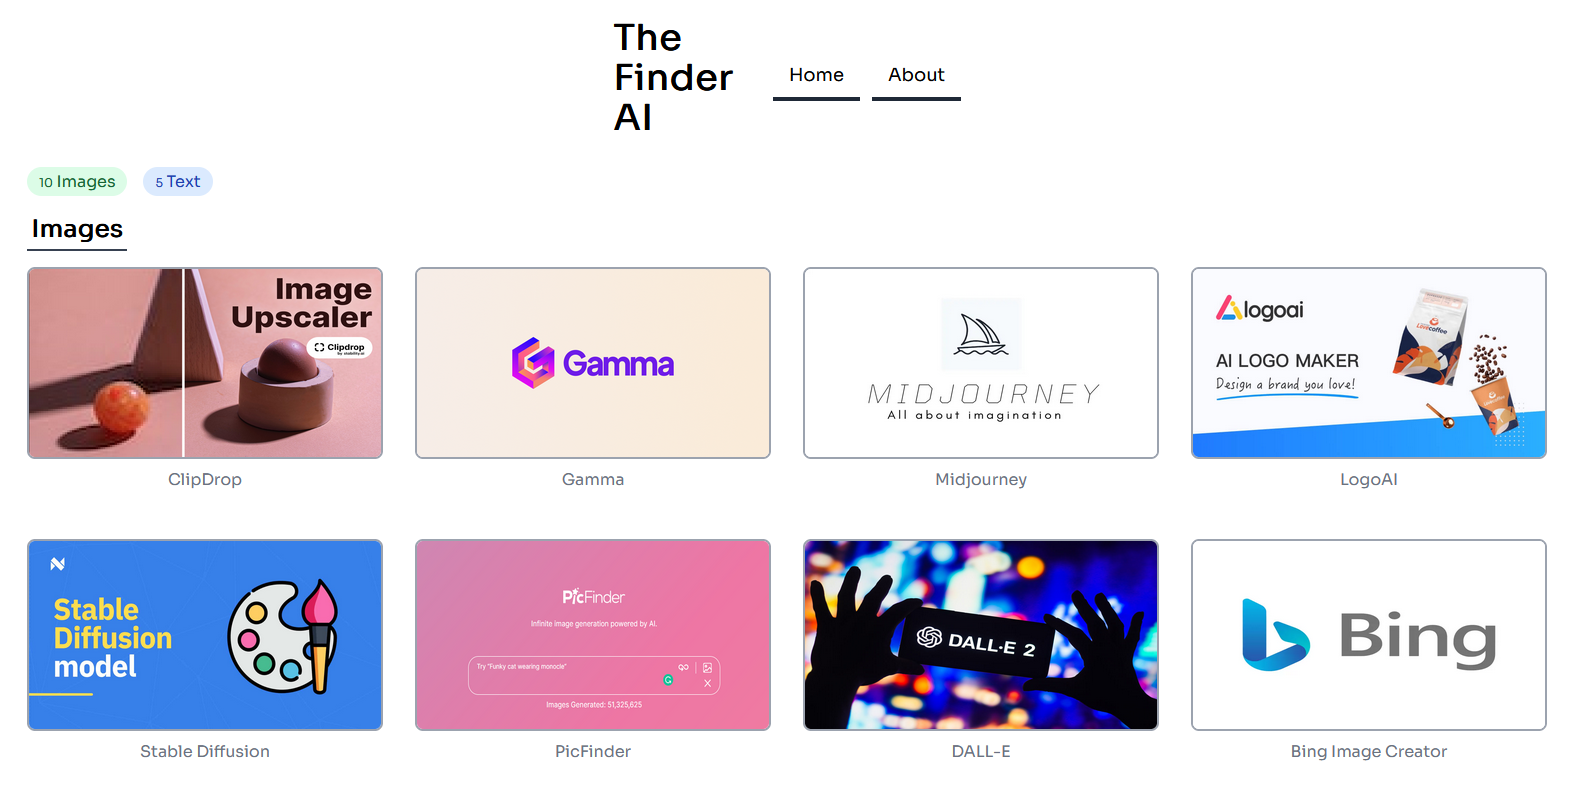 The
Finder
AI
Home
About
10 Images
5 Text
Images
Image
Upscaler
Clipdrop
by stability.ai
ClipDrop
Gamma
Gamma
MIDJOURNEY
All about imagination
Midjourney
logoai
AI LOGO MAKER
Design a brand you love!
Lovecoffee
LogoAI
Stable
Diffusion
model
Stable Diffusion
PicFinder
Infinite image generation powered by AI.
Try "Funky cat wearing monocle"
Images Generated: 51,325,625
PicFinder
DALL·E 2
DALL-E
Bing
Bing Image Creator